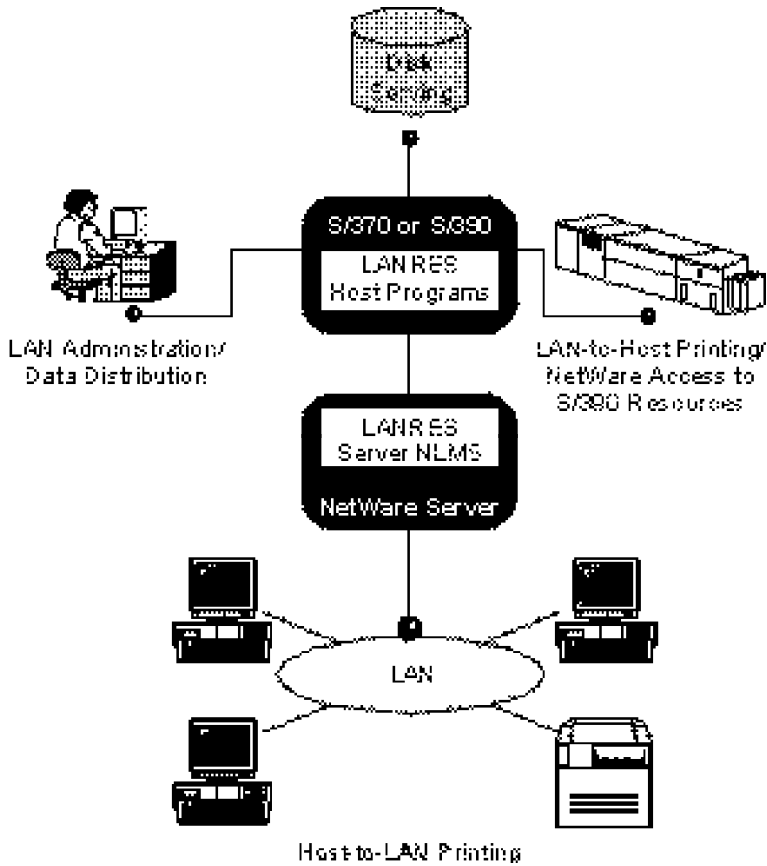 Disk
Serving
S/370 or S/390
LANRES
Host Programs
LAN Administration/
Data Distribution
LAN-to-Host Printing/
NetWare Access to
S/390 Resources
LANRES
Server NLMS
NetWare Server
LAN
Host-to-LAN Printing